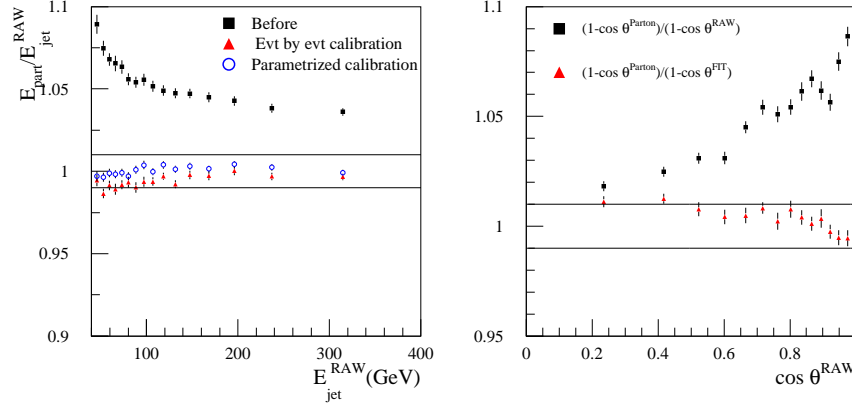 E_part/E_jet^RAW
1.1
1.05
1
0.95
0.9
Before
Evt by evt calibration
Parametrized calibration
100
200
300
400
E_jet^RAW(GeV)
1.1
1.05
1
0.95
(1-cos θ^Parton)/(1-cos θ^RAW)
(1-cos θ^Parton)/(1-cos θ^FIT)
0
0.2
0.4
0.6
0.8
cos θ^RAW